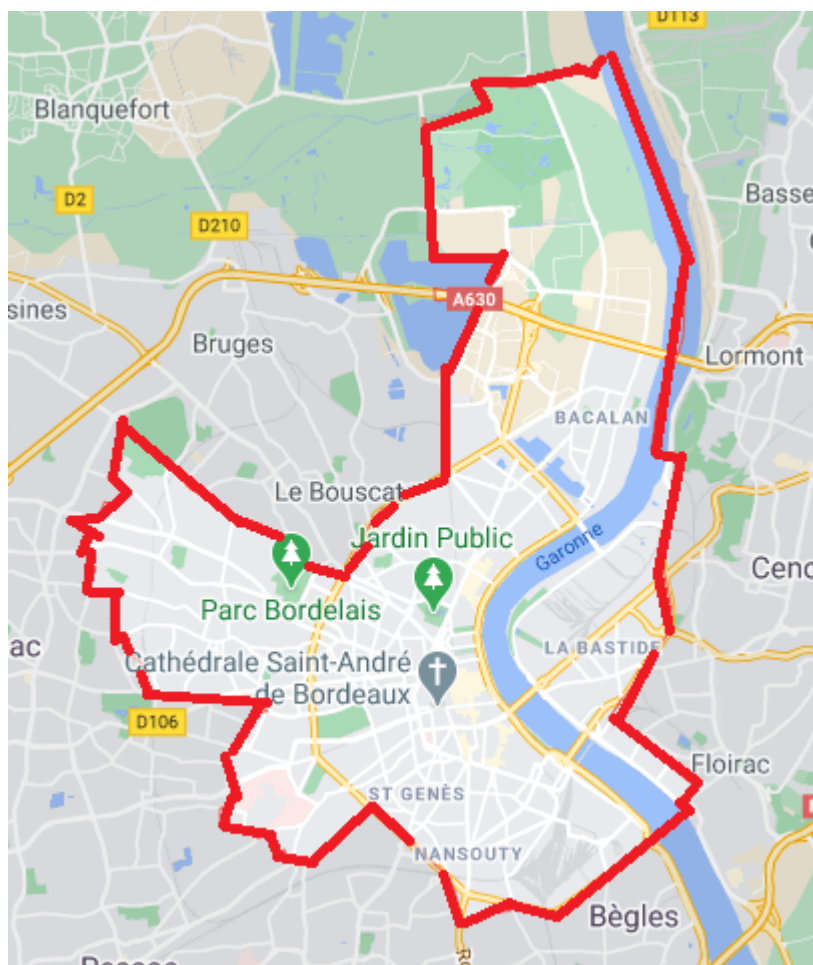 D113
Blanquefort
D2
Basse
D210
A630
sines
Bruges
Lormont
BACALAN
Le Bouscat
Jardin Public
Garonne
Cenc
Parc Bordelais
LA BASTIDE
ac
Cathédrale Saint-André
de Bordeaux
D106
Floirac
ST GENÈS
NANSOUTY
Bègles